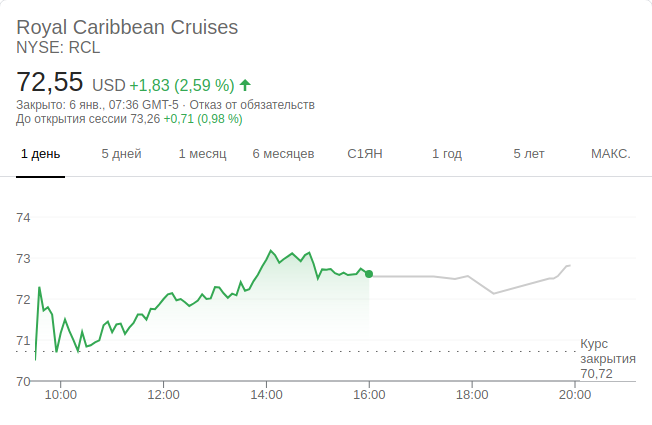 Royal Caribbean Cruises
NYSE: RCL
72,55 USD +1,83 (2,59 %)
Закрыто: 6 янв., 07:36 GMT-5 · Отказ от обязательств
До открытия сессии 73,26 +0,71 (0,98 %)
1 день 5 дней 1 месяц 6 месяцев С1ЯН 1 год 5 лет МАКС.
74
73
72
71
70
Курс
закрытия
70,72
10:00 12:00 14:00 16:00 18:00 20:00